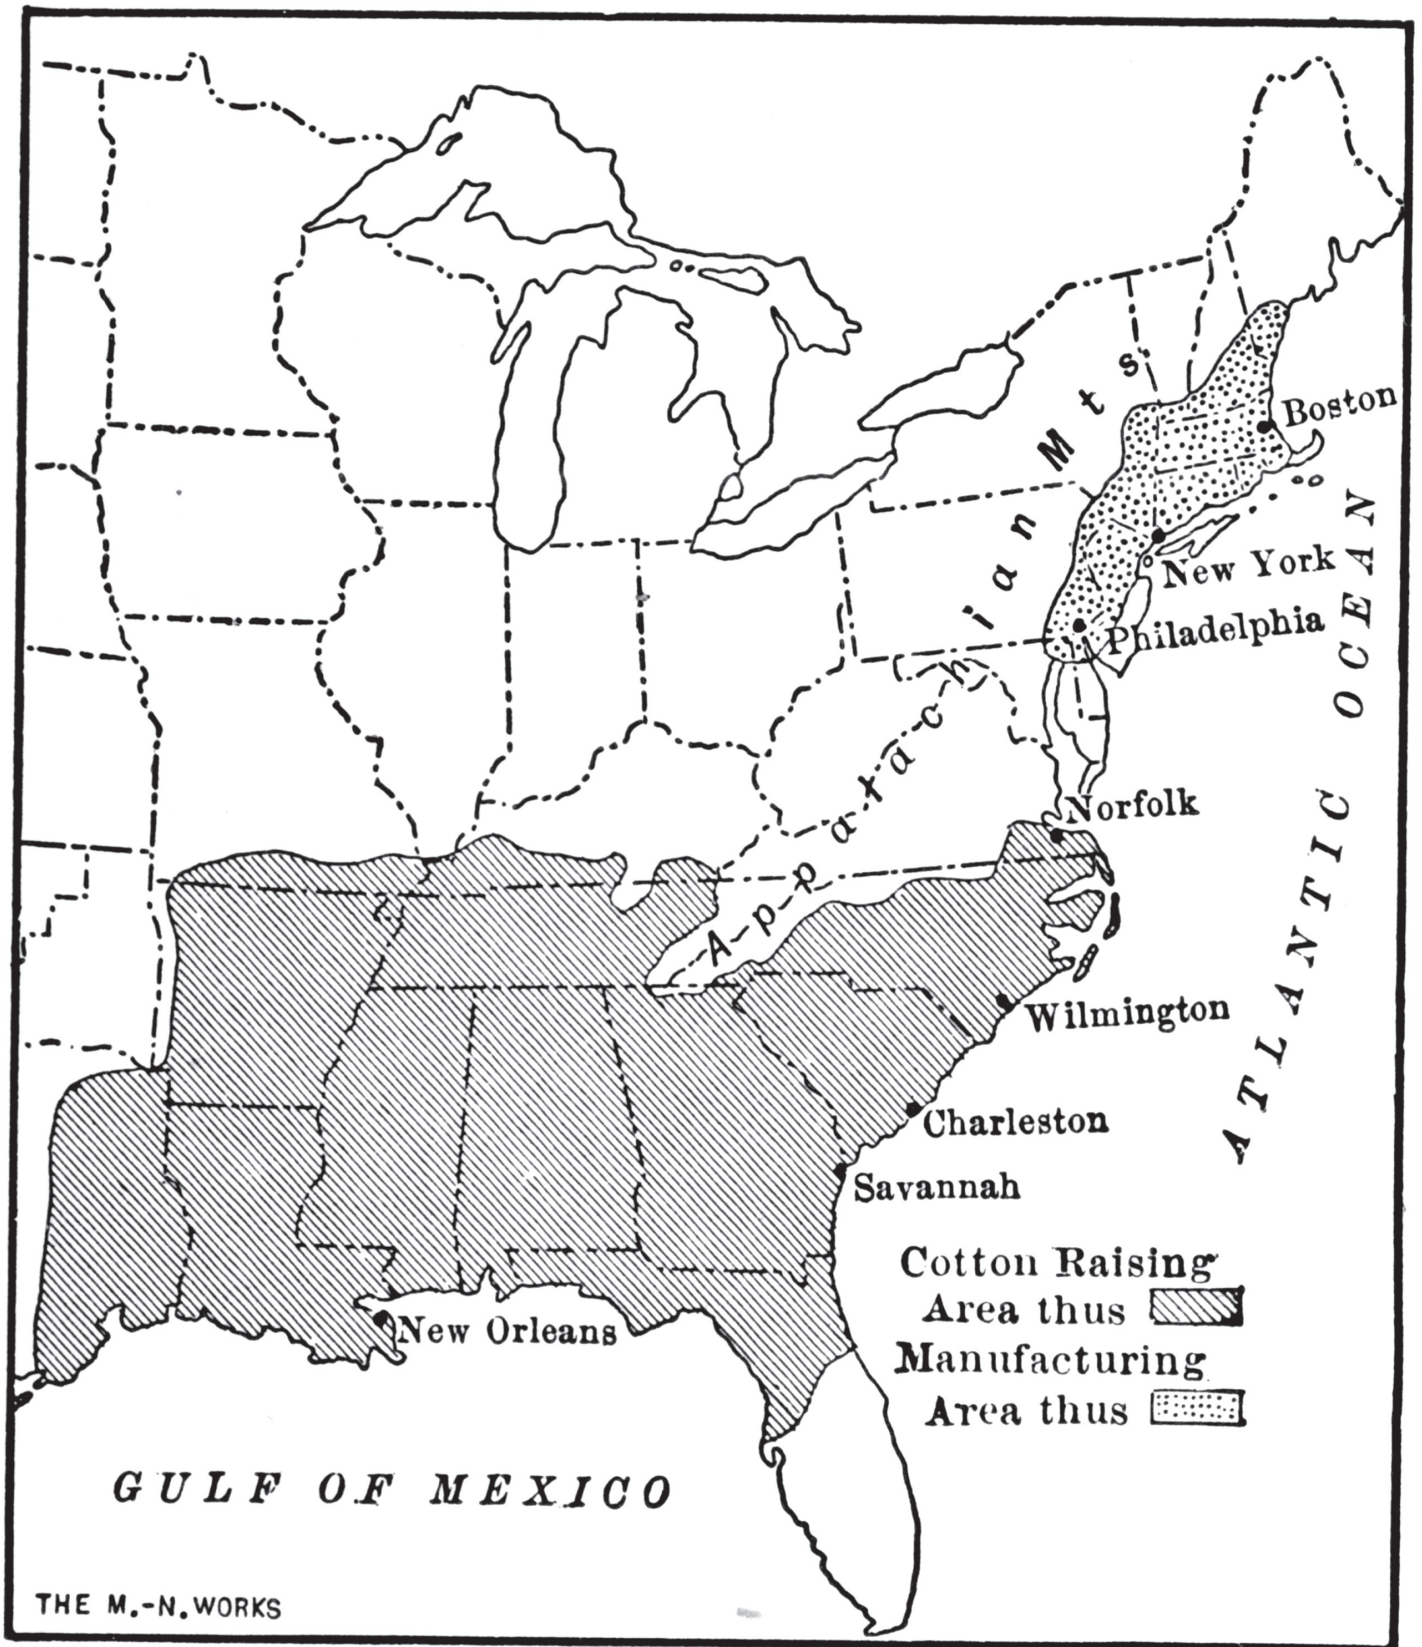 Appalachian Mts
Boston
New York
Philadelphia
Norfolk
Wilmington
Charleston
Savannah
New Orleans
ATLANTIC OCEAN
Cotton Raising
Area thus
Manufacturing
Area thus
GULF OF MEXICO
THE M.-N. WORKS